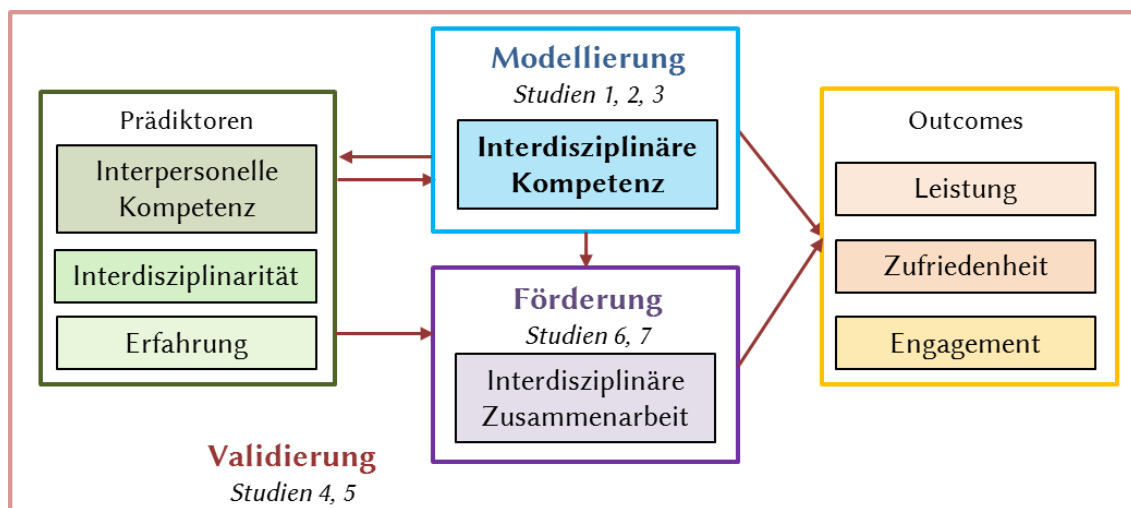 Modellierung
Studien 1, 2, 3
Interdisziplinäre
Kompetenz
Prädiktoren
Interpersonelle
Kompetenz
Interdisziplinarität
Erfahrung
Förderung
Studien 6, 7
Interdisziplinäre
Zusammenarbeit
Outcomes
Leistung
Zufriedenheit
Engagement
Validierung
Studien 4, 5